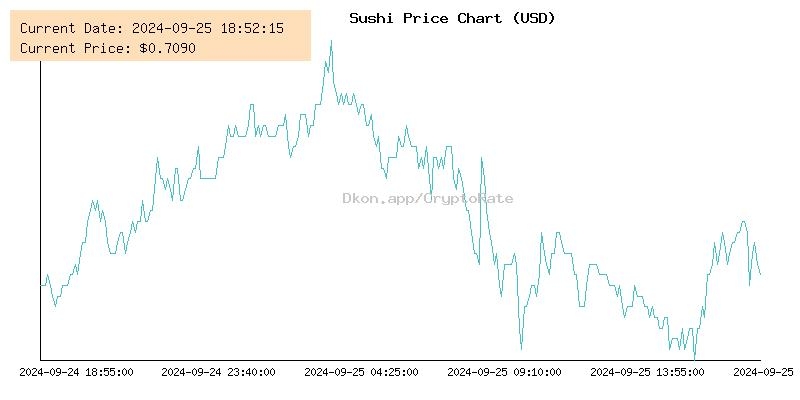 Sushi Price Chart (USD)
Current Date: 2024-09-25 18:52:15
Current Price: $0.7090
Dkon.app/CryptoRate
2024-09-24 18:55:00
2024-09-24 23:40:00
2024-09-25 04:25:00
2024-09-25 09:10:00
2024-09-25 13:55:00
2024-09-25